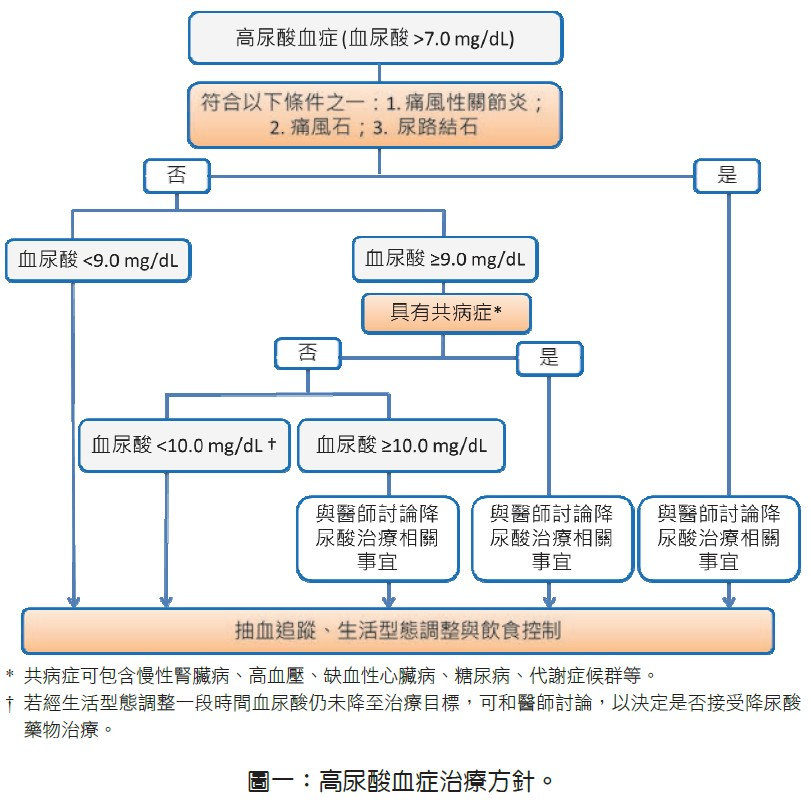 高尿酸血症 (血尿酸 >7.0 mg/dL)
符合以下條件之一：1. 痛風性關節炎；
2. 痛風石；3. 尿路結石
否
是
血尿酸 <9.0 mg/dL
血尿酸 ≥9.0 mg/dL
具有共病症*
否
是
血尿酸 <10.0 mg/dL †
血尿酸 ≥10.0 mg/dL
與醫師討論降
尿酸治療相關
事宜
與醫師討論降
尿酸治療相關
事宜
與醫師討論降
尿酸治療相關
事宜
抽血追蹤、生活型態調整與飲食控制
* 共病症可包含慢性腎臟病、高血壓、缺血性心臟病、糖尿病、代謝症候群等。
† 若經生活型態調整一段時間血尿酸仍未降至治療目標，可和醫師討論，以決定是否接受降尿酸
藥物治療。
圖一：高尿酸血症治療方針。